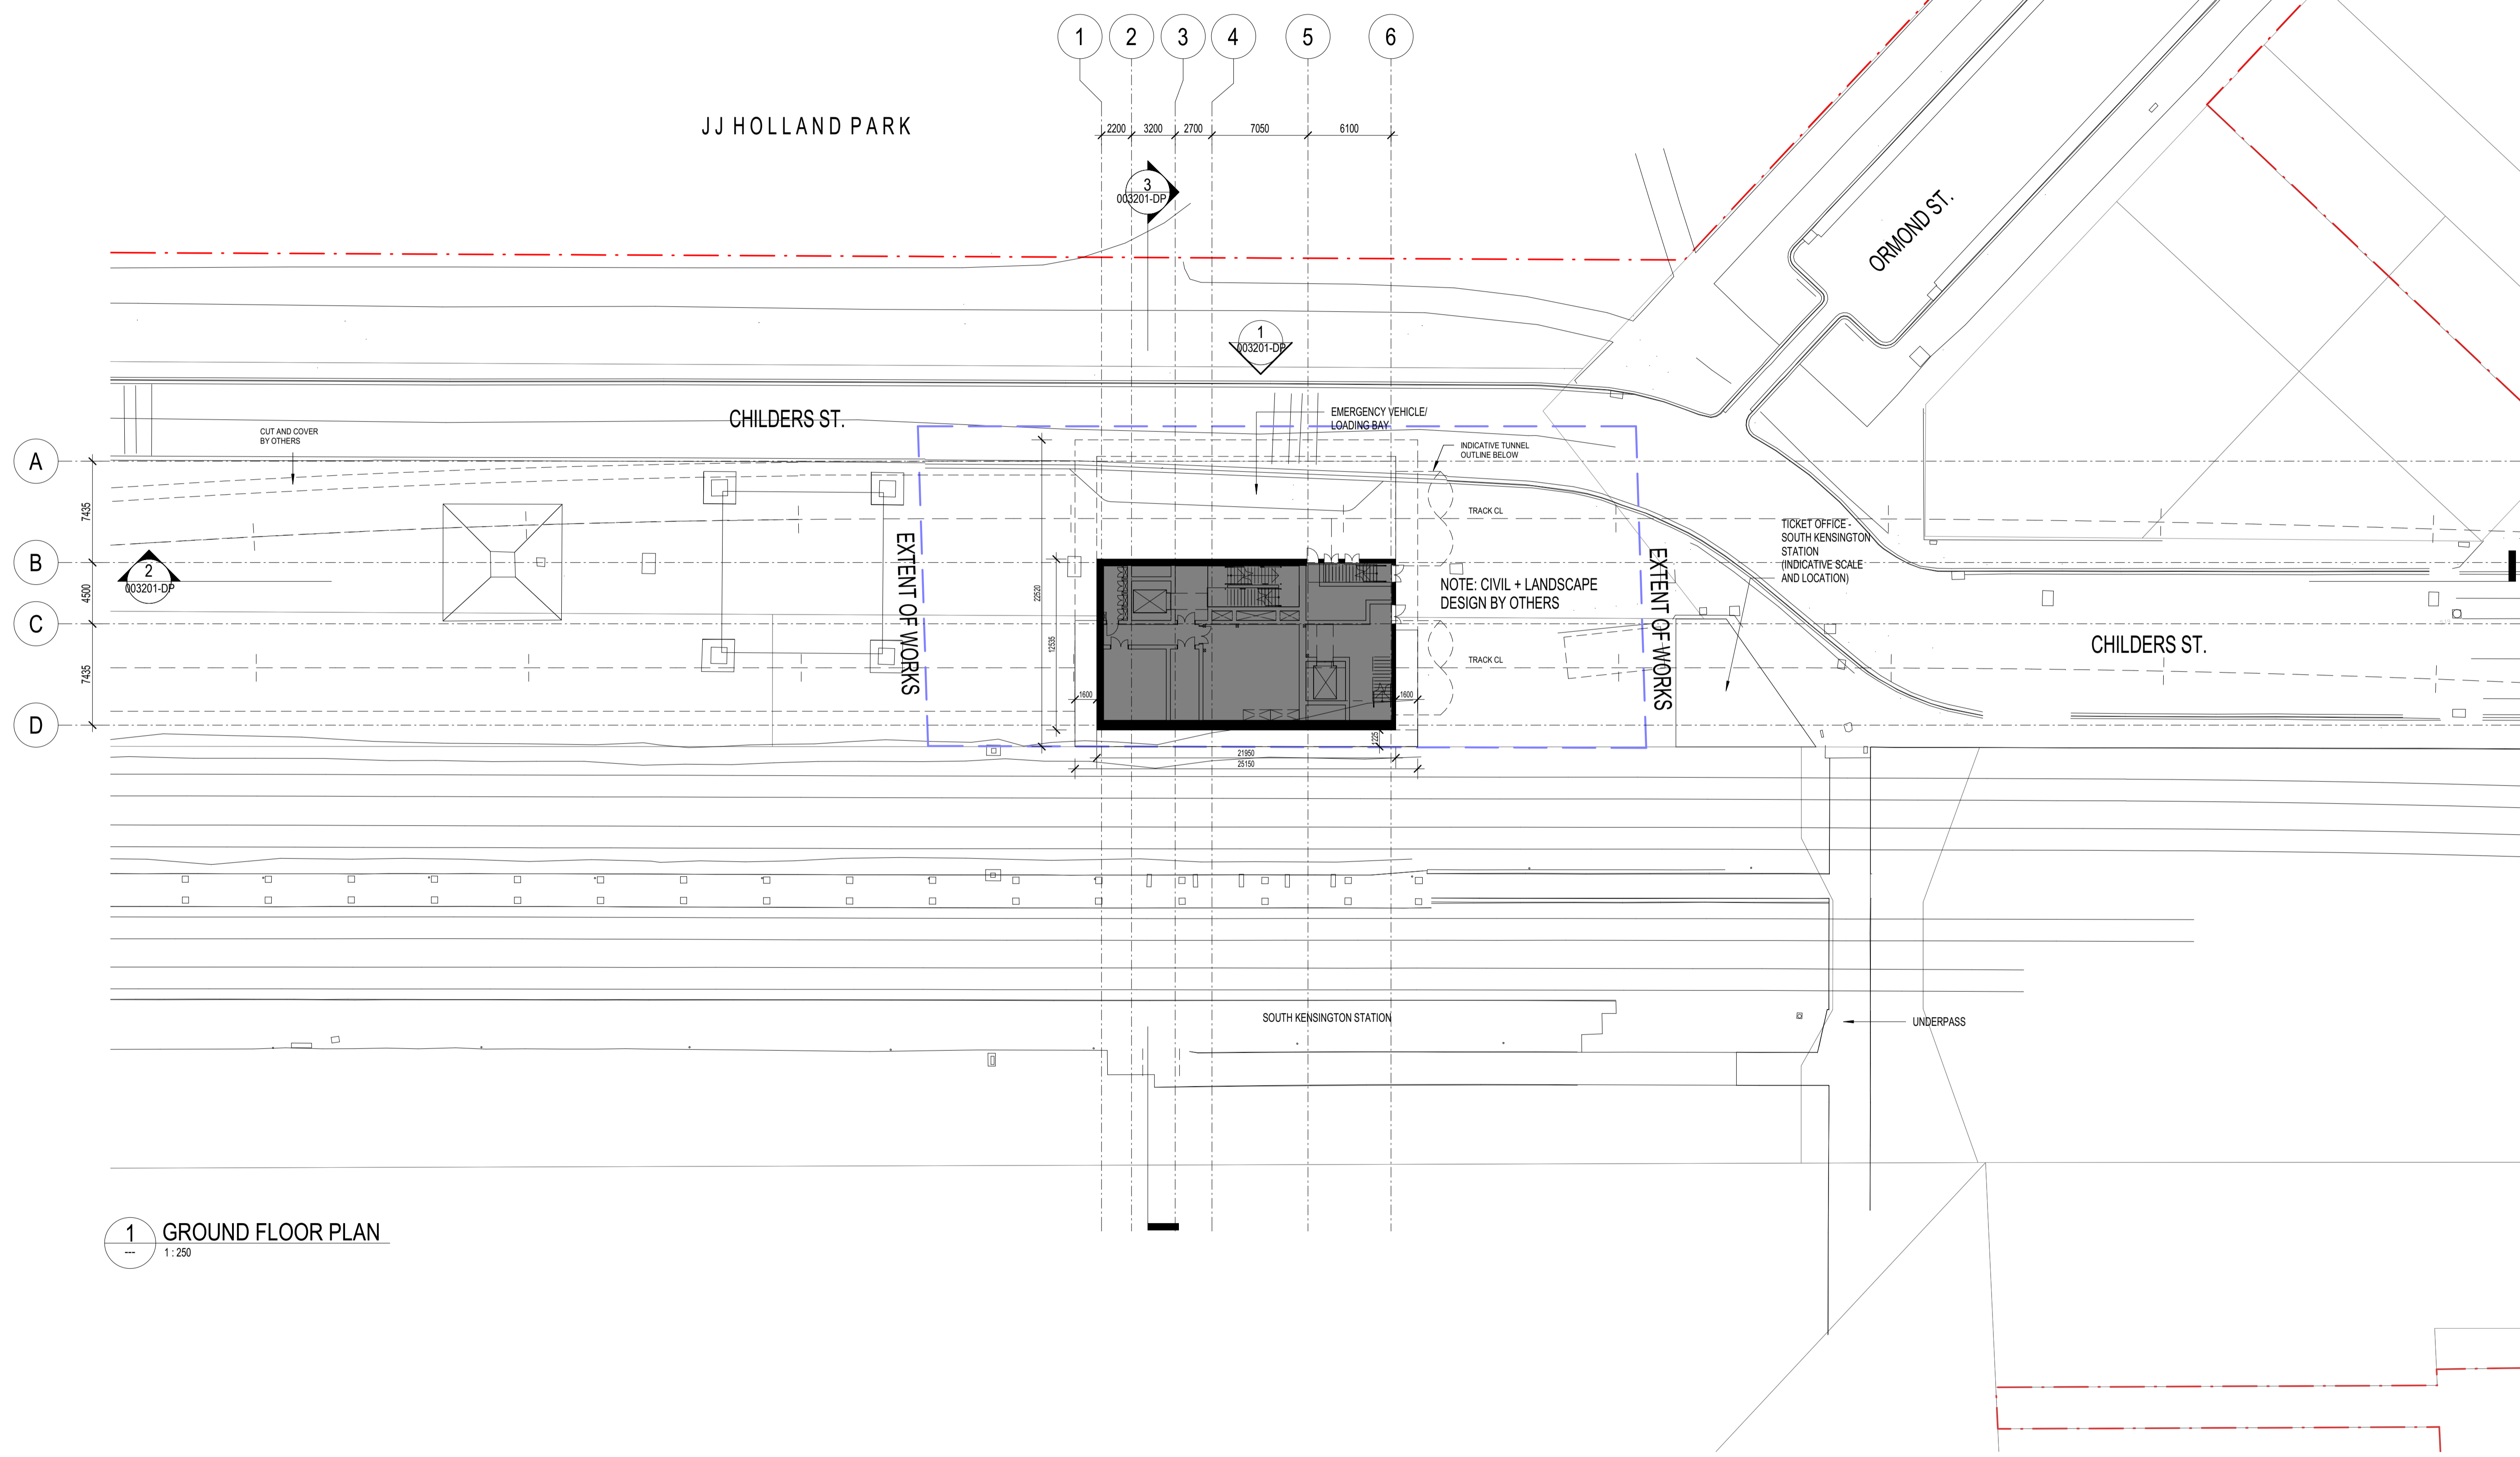 1
2
3
4
5
6
2200
3200
2700
7050
6100
JJ HOLLAND PARK
3
003201-DP
ORMOND ST.
1
003201-DP
CHILDERS ST.
EMERGENCY VEHICLE/
LOADING BAY
CUT AND COVER
BY OTHERS
INDICATIVE TUNNEL
OUTLINE BELOW
A
7435
TRACK CL
TICKET OFFICE -
SOUTH KENSINGTON
STATION
(INDICATIVE SCALE
AND LOCATION)
EXTENT OF WORKS
EXTENT OF WORKS
B
2
003201-DP
4500
22520
NOTE: CIVIL + LANDSCAPE
DESIGN BY OTHERS
C
12535
CHILDERS ST.
TRACK CL
7435
1600
1600
D
1225
21950
25150
SOUTH KENSINGTON STATION
UNDERPASS
1
---
GROUND FLOOR PLAN
1 : 250